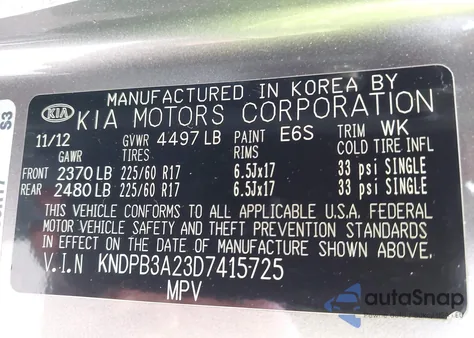 MANUFACTURED IN KOREA BY
KIA KIA MOTORS CORPORATION
11/12 GVWR 4497 LB PAINT E6S TRIM WK
GAWR TIRES RIMS COLD TIRE INFL
FRONT 2370 LB 225/60 R17 6.5Jx17 33 psi SINGLE
REAR 2480 LB 225/60 R17 6.5Jx17 33 psi SINGLE
THIS VEHICLE CONFORMS TO ALL APPLICABLE U.S.A. FEDERAL
MOTOR VEHICLE SAFETY AND THEFT PREVENTION STANDARDS
IN EFFECT ON THE DATE OF MANUFACTURE SHOWN ABOVE.
V.I.N KNDPB3A23D7415725
MPV
S3
autoSnap